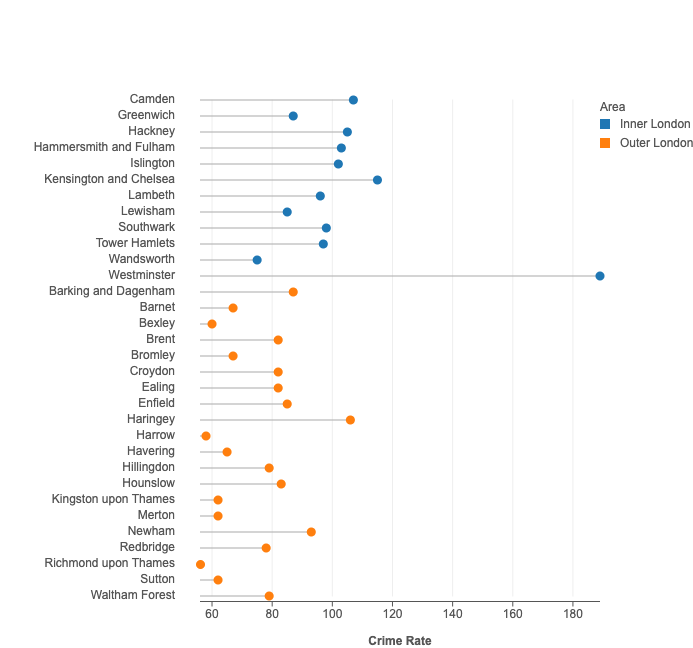 Camden
Greenwich
Hackney
Hammersmith and Fulham
Islington
Kensington and Chelsea
Lambeth
Lewisham
Southwark
Tower Hamlets
Wandsworth
Westminster
Barking and Dagenham
Barnet
Bexley
Brent
Bromley
Croydon
Ealing
Enfield
Haringey
Harrow
Havering
Hillingdon
Hounslow
Kingston upon Thames
Merton
Newham
Redbridge
Richmond upon Thames
Sutton
Waltham Forest
60 80 100 120 140 160 180
Crime Rate
Area
Inner London
Outer London